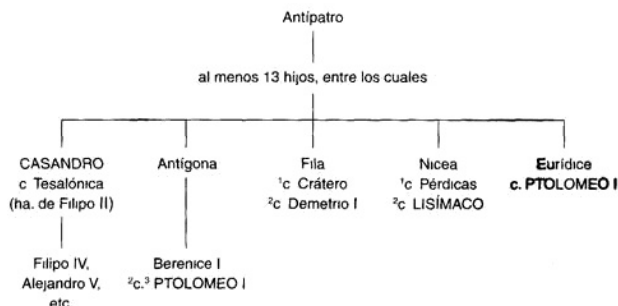 Antípatro
al menos 13 hijos, entre los cuales
CASANDRO
c Tesalónica
(ha. de Filipo II)
Antígona
Fila
¹c Crátero
²c Demetrio I
Nicea
¹c Pérdicas
²c LISÍMACO
Eurídice
c. PTOLOMEO I
Filipo IV,
Alejandro V,
etc
Berenice I
²c.³ PTOLOMEO I